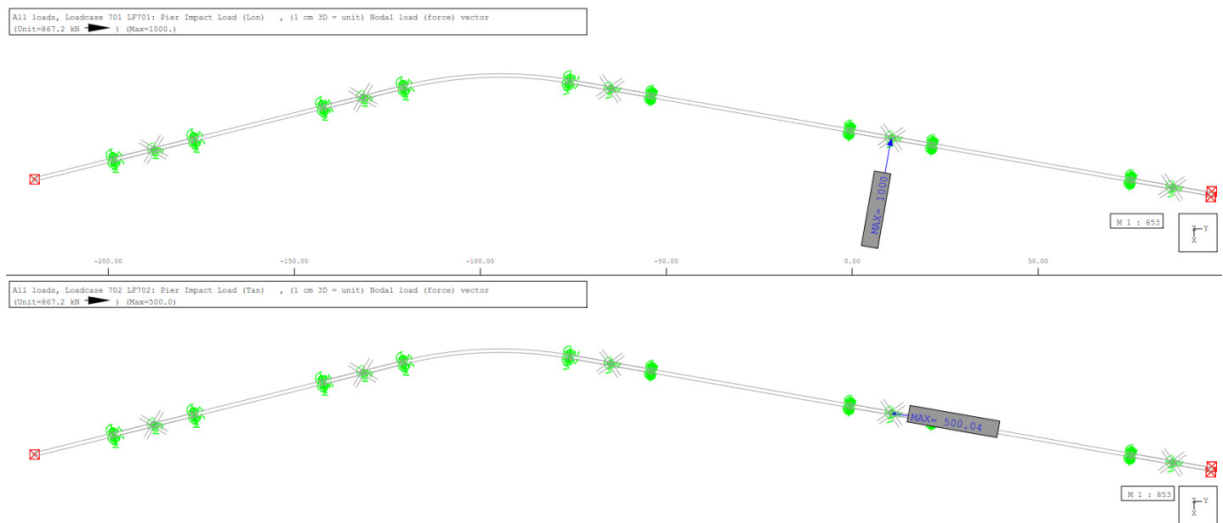 All loads, Loadcase 701 LF701: Pier Impact Load (Lon) , (1 cm 3D = unit) Nodal load (force) vector
(Unit=867.2 kN ) (Max=1000.)
MAX= 1000
M 1 : 853
Z Y
X
-200.00 -150.00 -100.00 -50.00 0.00 50.00
All loads, Loadcase 702 LF702: Pier Impact Load (Tan) , (1 cm 3D = unit) Nodal load (force) vector
(Unit=867.2 kN ) (Max=500.0)
MAX= 500.04
M 1 : 853
Z Y
X